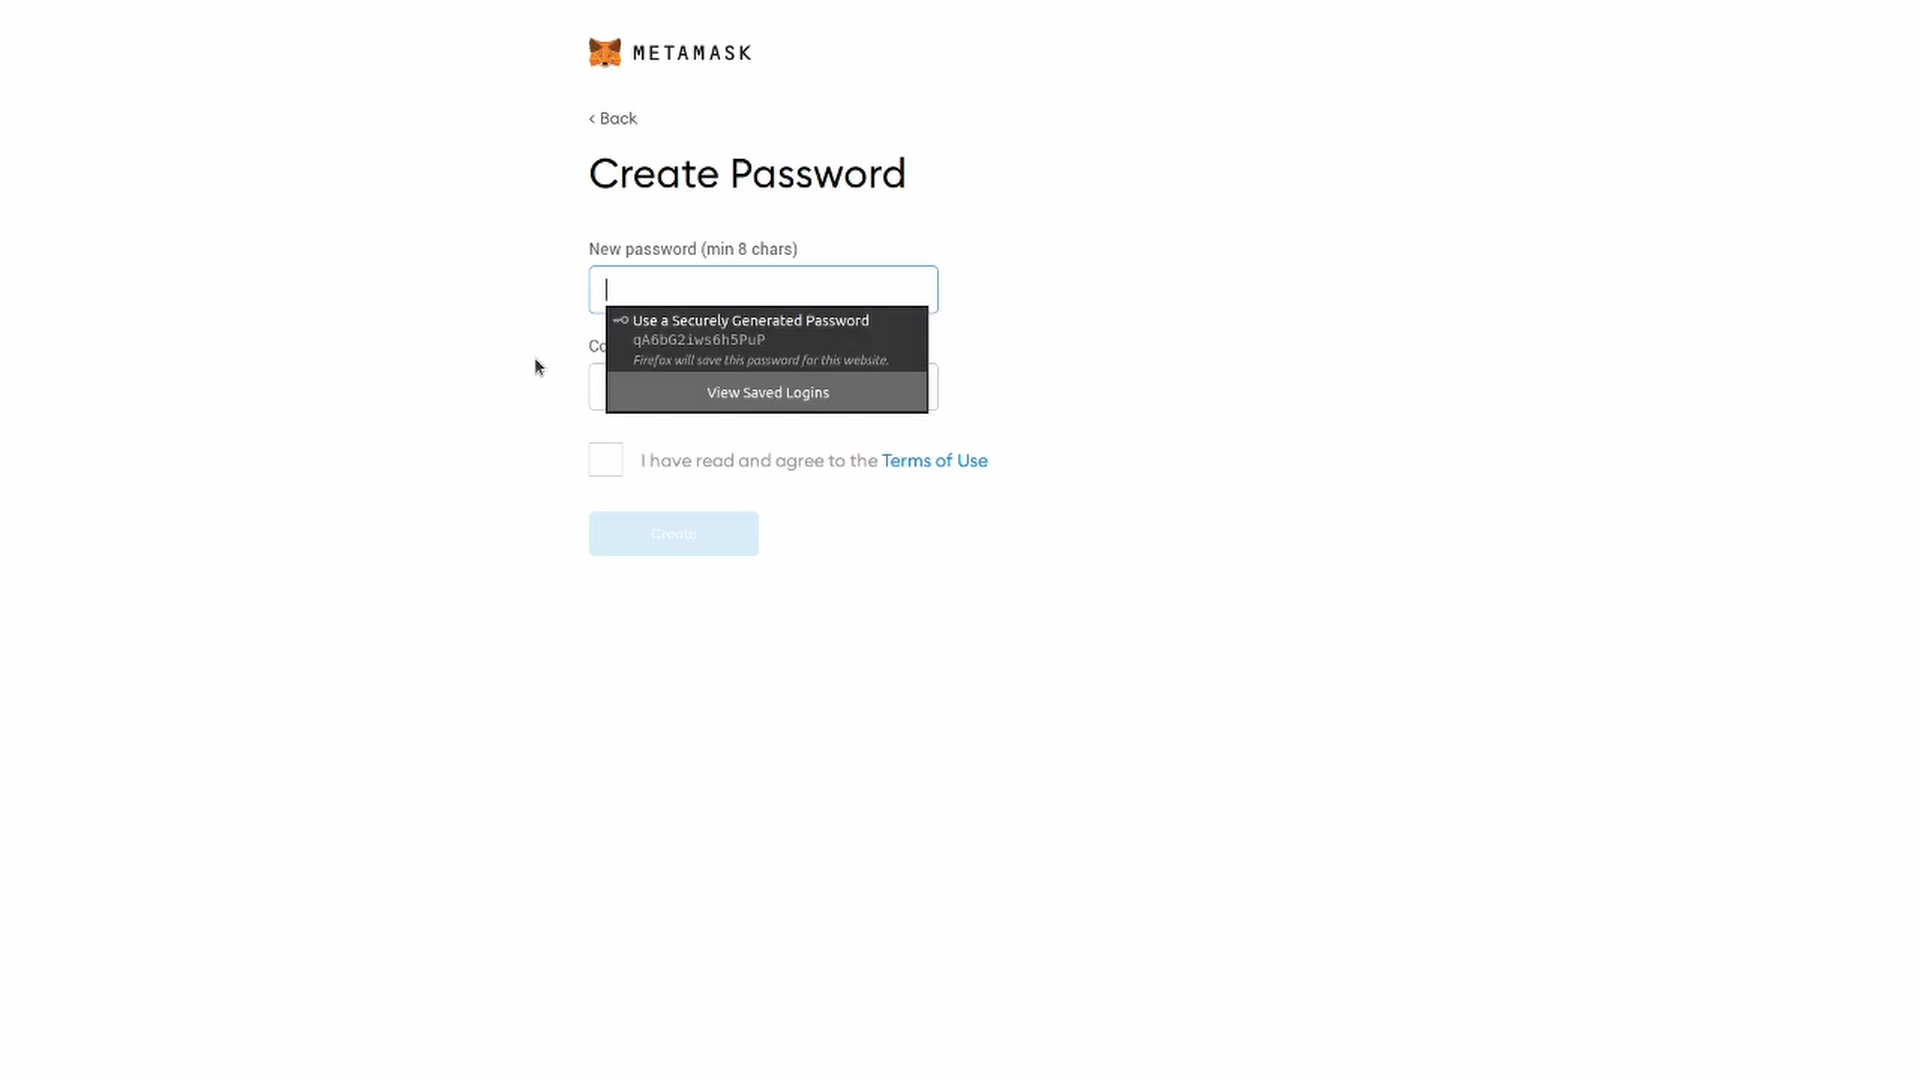 METAMASK
< Back
Create Password
New password (min 8 chars)
Use a Securely Generated Password
qA6bG2iws6h5PuP
Firefox will save this password for this website.
Co
View Saved Logins
I have read and agree to the Terms of Use
Create